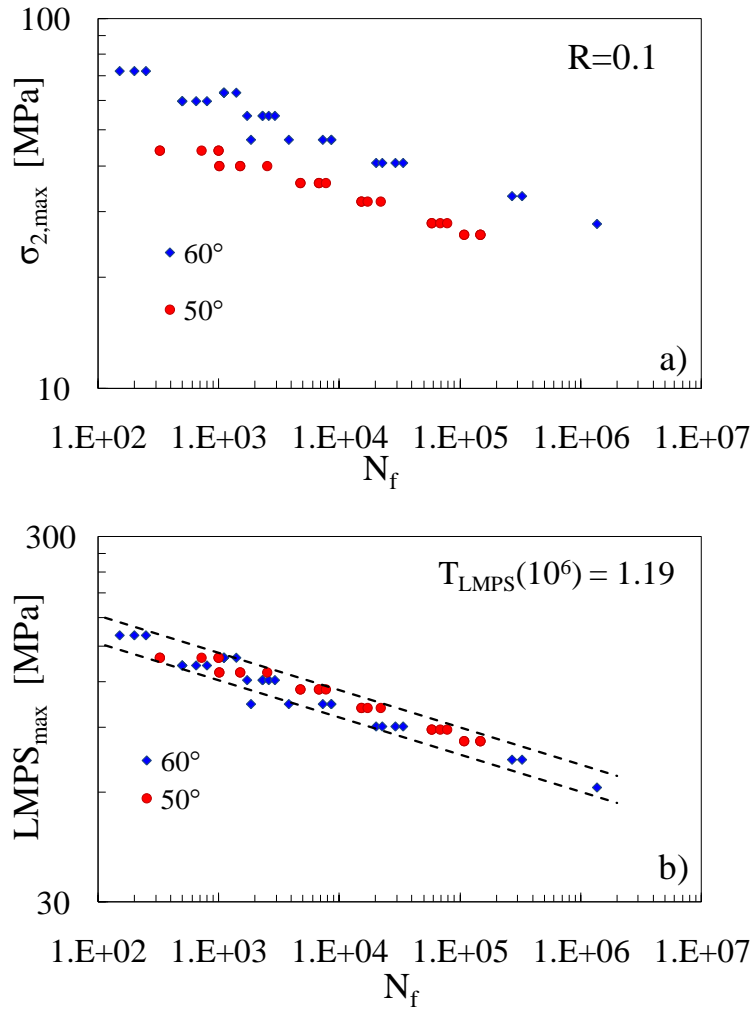 100
R=0.1
σ2,max [MPa]
60°
50°
a)
10
1.E+02 1.E+03 1.E+04 1.E+05 1.E+06 1.E+07
Nf
300
TLMPS(10⁶) = 1.19
LMPSmax [MPa]
60°
50°
b)
30
1.E+02 1.E+03 1.E+04 1.E+05 1.E+06 1.E+07
Nf